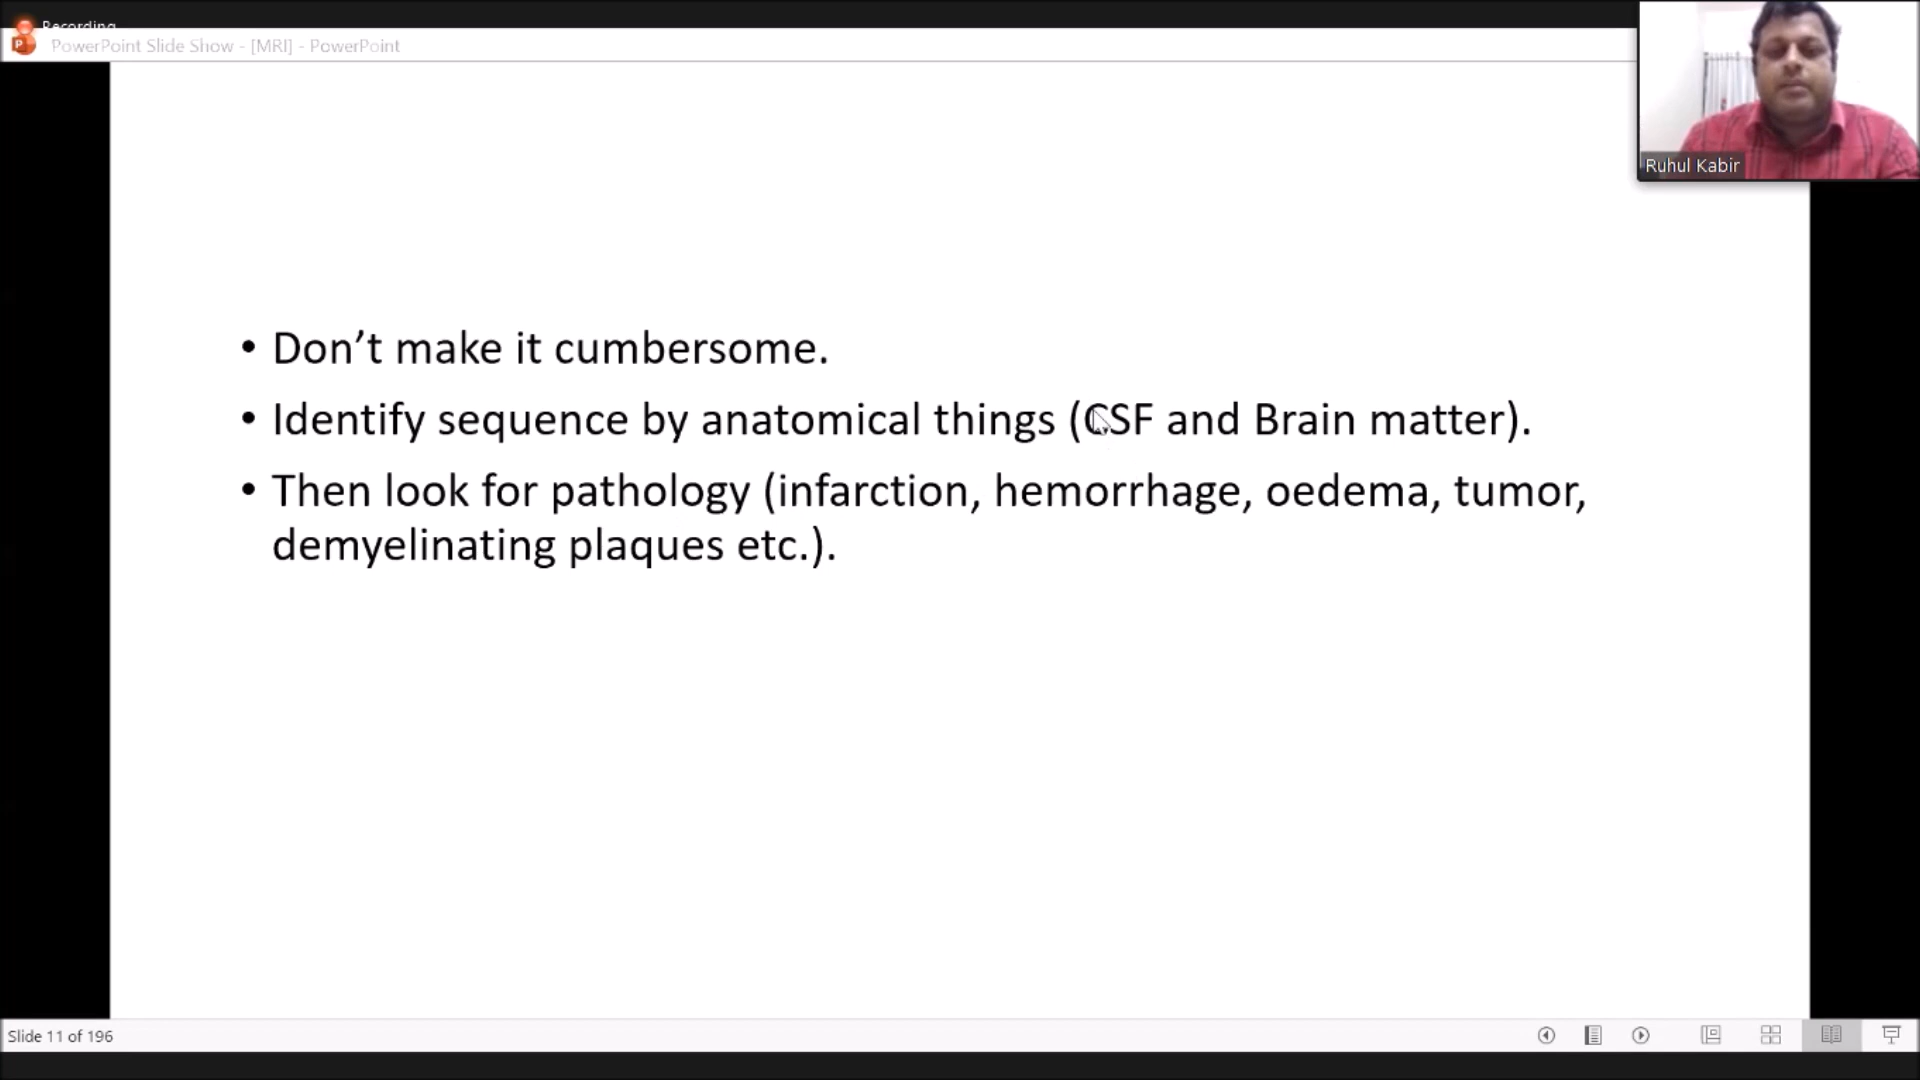 Recording
PowerPoint Slide Show - [MRI] - PowerPoint
Ruhul Kabir
• Don’t make it cumbersome.
• Identify sequence by anatomical things (CSF and Brain matter).
• Then look for pathology (infarction, hemorrhage, oedema, tumor,
demyelinating plaques etc.).
Slide 11 of 196